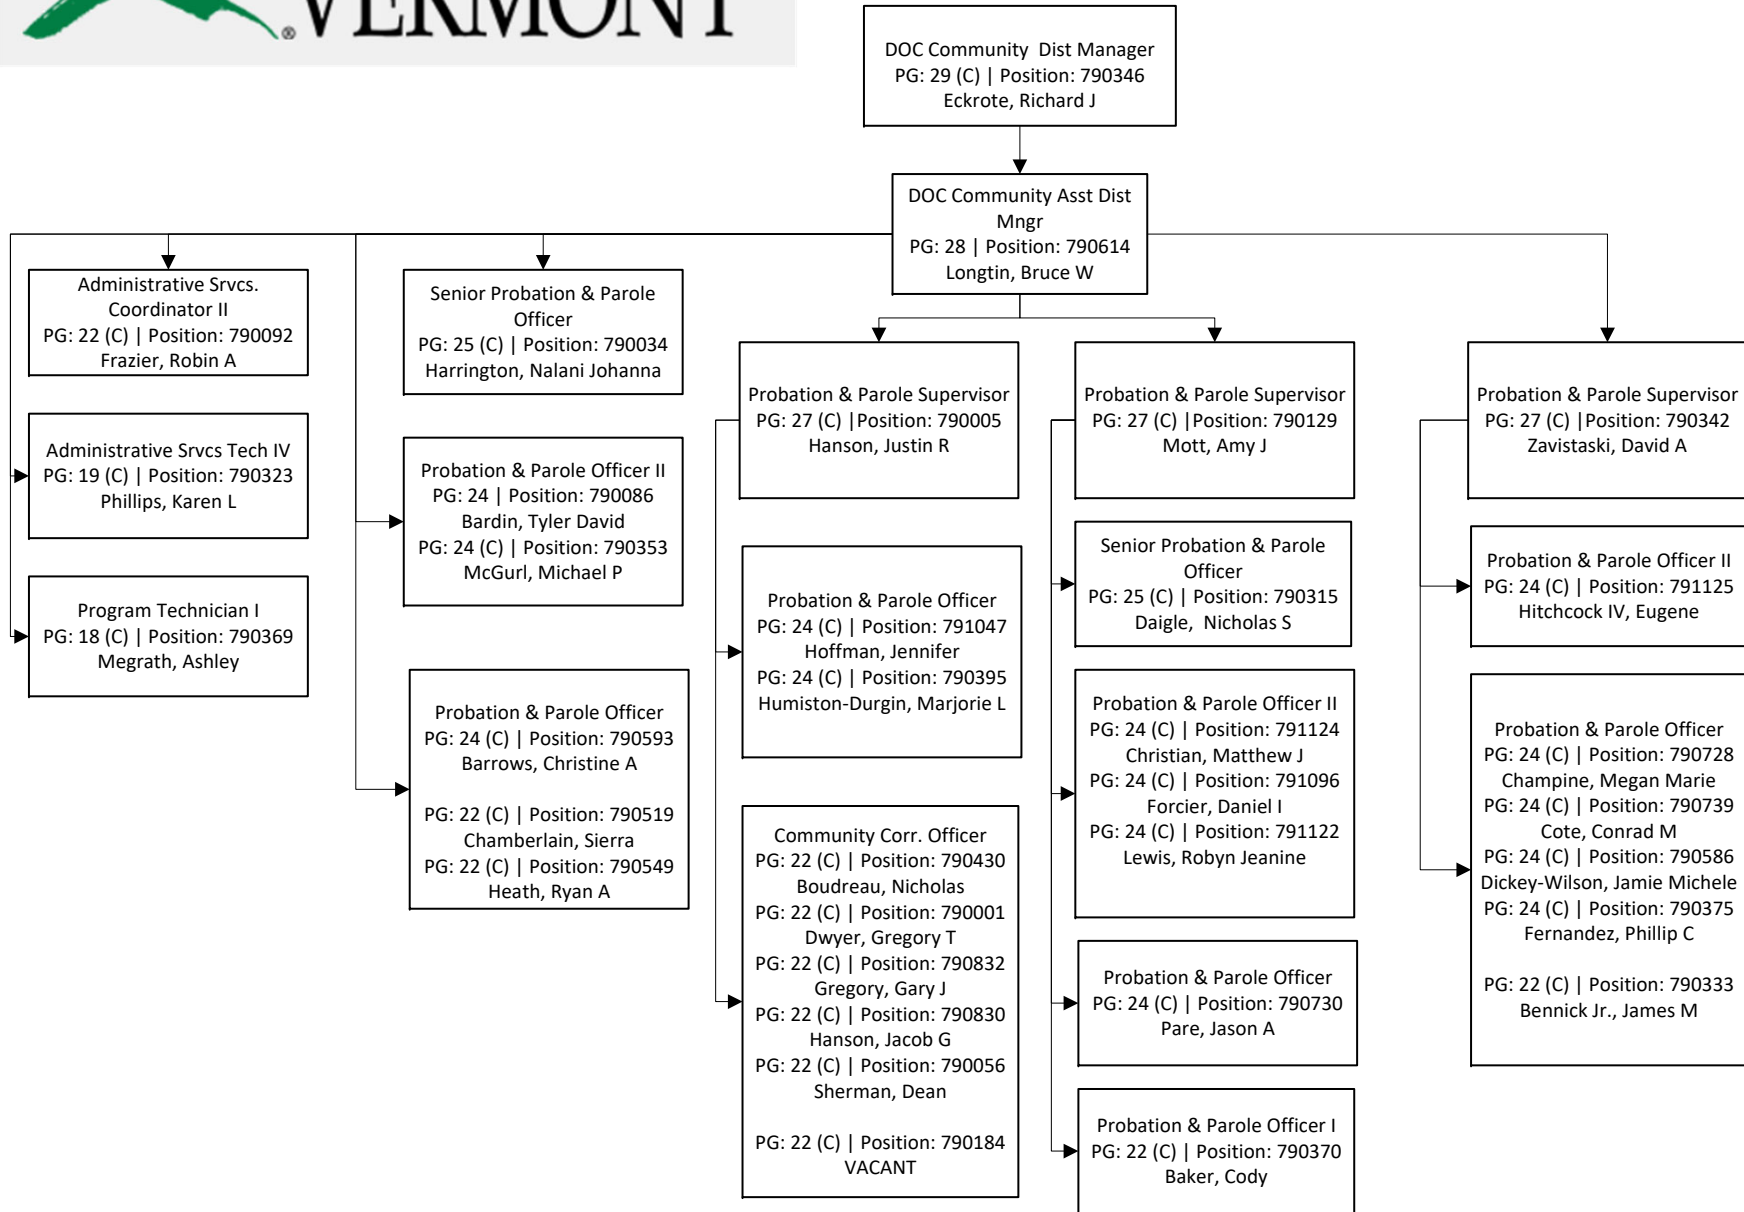 VERMONT
®
DOC Community Dist Manager
PG: 29 (C) | Position: 790346
Eckrote, Richard J
DOC Community Asst Dist
Mngr
PG: 28 | Position: 790614
Longtin, Bruce W
Administrative Srvcs.
Coordinator II
PG: 22 (C) | Position: 790092
Frazier, Robin A
Administrative Srvcs Tech IV
PG: 19 (C) | Position: 790323
Phillips, Karen L
Program Technician I
PG: 18 (C) | Position: 790369
Megrath, Ashley
Senior Probation & Parole
Officer
PG: 25 (C) | Position: 790034
Harrington, Nalani Johanna
Probation & Parole Officer II
PG: 24 | Position: 790086
Bardin, Tyler David
PG: 24 (C) | Position: 790353
McGurl, Michael P
Probation & Parole Officer
PG: 24 (C) | Position: 790593
Barrows, Christine A
PG: 22 (C) | Position: 790519
Chamberlain, Sierra
PG: 22 (C) | Position: 790549
Heath, Ryan A
Probation & Parole Supervisor
PG: 27 (C) |Position: 790005
Hanson, Justin R
Probation & Parole Officer
PG: 24 (C) | Position: 791047
Hoffman, Jennifer
PG: 24 (C) | Position: 790395
Humiston-Durgin, Marjorie L
Community Corr. Officer
PG: 22 (C) | Position: 790430
Boudreau, Nicholas
PG: 22 (C) | Position: 790001
Dwyer, Gregory T
PG: 22 (C) | Position: 790832
Gregory, Gary J
PG: 22 (C) | Position: 790830
Hanson, Jacob G
PG: 22 (C) | Position: 790056
Sherman, Dean
PG: 22 (C) | Position: 790184
VACANT
Probation & Parole Supervisor
PG: 27 (C) |Position: 790129
Mott, Amy J
Senior Probation & Parole
Officer
PG: 25 (C) | Position: 790315
Daigle, Nicholas S
Probation & Parole Officer II
PG: 24 (C) | Position: 791124
Christian, Matthew J
PG: 24 (C) | Position: 791096
Forcier, Daniel I
PG: 24 (C) | Position: 791122
Lewis, Robyn Jeanine
Probation & Parole Officer
PG: 24 (C) | Position: 790730
Pare, Jason A
Probation & Parole Officer I
PG: 22 (C) | Position: 790370
Baker, Cody
Probation & Parole Supervisor
PG: 27 (C) |Position: 790342
Zavistaski, David A
Probation & Parole Officer II
PG: 24 (C) | Position: 791125
Hitchcock IV, Eugene
Probation & Parole Officer
PG: 24 (C) | Position: 790728
Champine, Megan Marie
PG: 24 (C) | Position: 790739
Cote, Conrad M
PG: 24 (C) | Position: 790586
Dickey-Wilson, Jamie Michele
PG: 24 (C) | Position: 790375
Fernandez, Phillip C
PG: 22 (C) | Position: 790333
Bennick Jr., James M